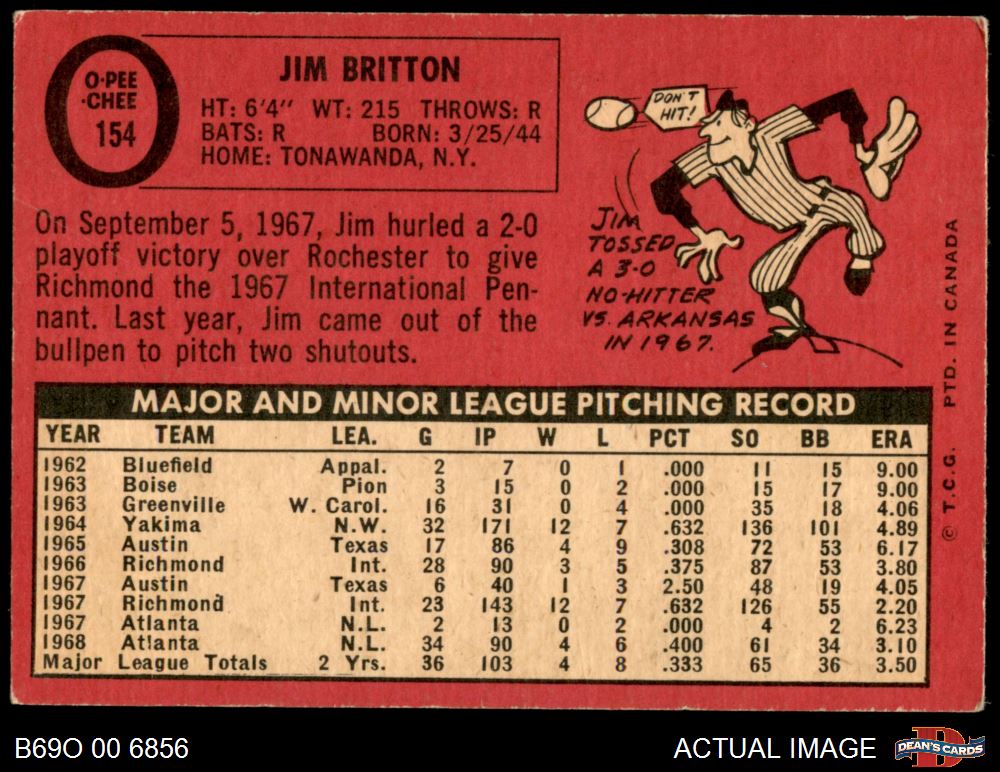 O·PEE
·CHEE
154
JIM BRITTON
HT: 6'4" WT: 215 THROWS: R
BATS: R BORN: 3/25/44
HOME: TONAWANDA, N.Y.
On September 5, 1967, Jim hurled a 2-0
playoff victory over Rochester to give
Richmond the 1967 International Pen-
nant. Last year, Jim came out of the
bullpen to pitch two shutouts.
DON'T
HIT!
JIM
TOSSED
A 3-0
NO-HITTER
VS. ARKANSAS
IN 1967.
MAJOR AND MINOR LEAGUE PITCHING RECORD
YEAR TEAM LEA. G IP W L PCT SO BB ERA
1962 Bluefield Appal. 2 7 0 1 .000 11 15 9.00
1963 Boise Pion 3 15 0 2 .000 15 17 9.00
1963 Greenville W. Carol. 16 31 0 4 .000 35 18 4.06
1964 Yakima N.W. 32 171 12 7 .632 136 101 4.89
1965 Austin Texas 17 86 4 9 .308 72 53 6.17
1966 Richmond Int. 28 90 3 5 .375 87 53 3.80
1967 Austin Texas 6 40 1 3 2.50 48 19 4.05
1967 Richmond Int. 23 143 12 7 .632 126 55 2.20
1967 Atlanta N.L. 2 13 0 2 .000 4 2 6.23
1968 Atlanta N.L. 34 90 4 6 .400 61 34 3.10
Major League Totals 2 Yrs. 36 103 4 8 .333 65 36 3.50
© T.C.G. PTD. IN CANADA
B69O 00 6856
ACTUAL IMAGE
D
DEAN'S CARDS